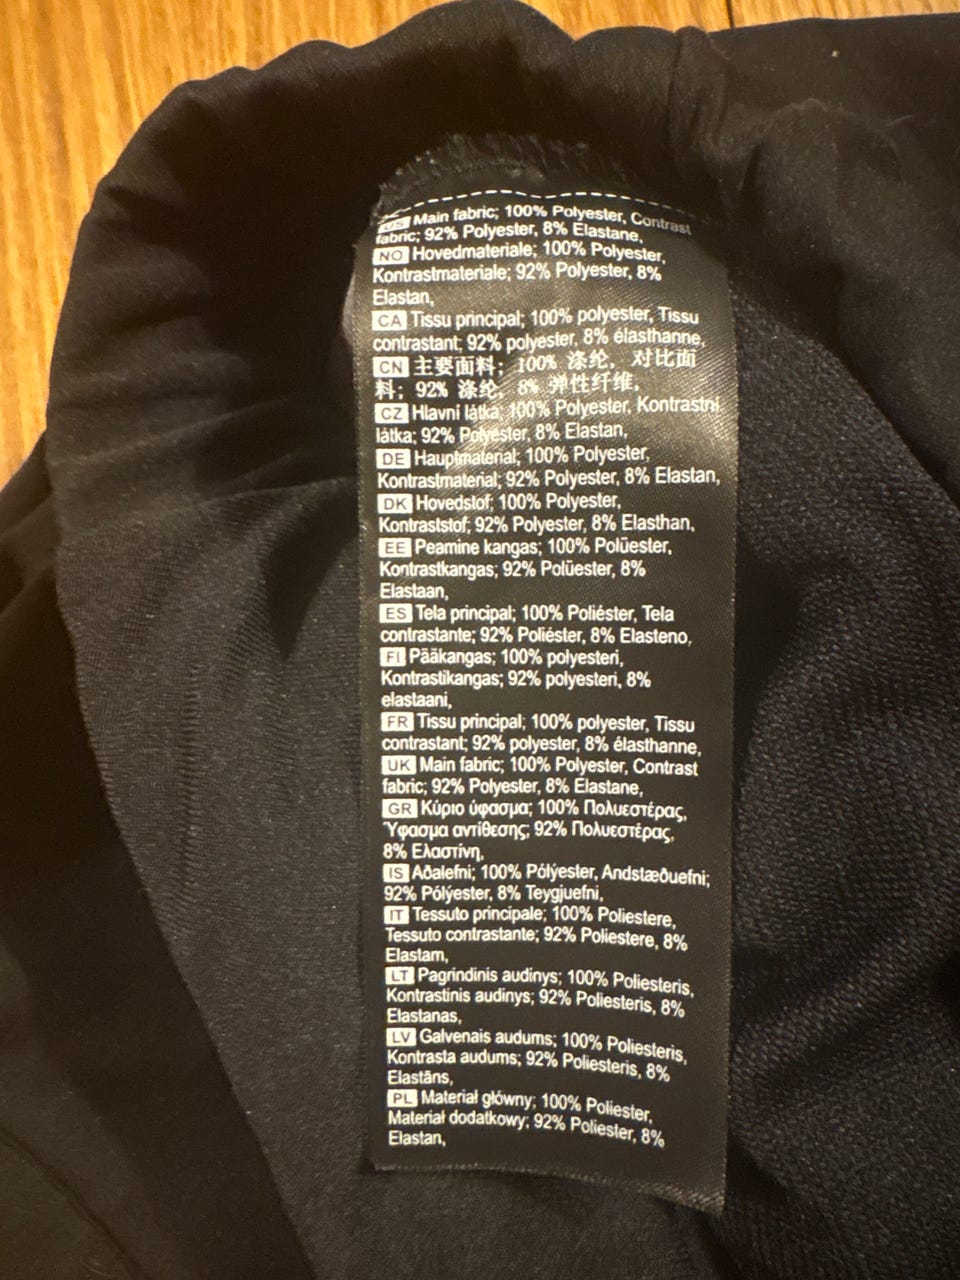 US Main fabric; 100% Polyester, Contrast
fabric; 92% Polyester, 8% Elastane,
NO Hovedmateriale; 100% Polyester,
Kontrastmateriale; 92% Polyester, 8%
Elastan,
CA Tissu principal; 100% polyester, Tissu
contrastant; 92% polyester, 8% élasthanne,
CN 主要面料; 100% 涤纶, 对比面
料; 92% 涤纶, 8% 弹性纤维,
CZ Hlavní látka; 100% Polyester, Kontrastní
látka; 92% Polyester, 8% Elastan,
DE Hauptmaterial; 100% Polyester,
Kontrastmaterial; 92% Polyester, 8% Elastan,
DK Hovedstof; 100% Polyester,
Kontraststof; 92% Polyester, 8% Elasthan,
EE Peamine kangas; 100% Polüester,
Kontrastkangas; 92% Polüester, 8%
Elastaan,
ES Tela principal; 100% Poliéster, Tela
contrastante; 92% Poliéster, 8% Elasteno,
FI Pääkangas; 100% polyesteri,
Kontrastikangas; 92% polyesteri, 8%
elastaani,
FR Tissu principal; 100% polyester, Tissu
contrastant; 92% polyester, 8% élasthanne,
UK Main fabric; 100% Polyester, Contrast
fabric; 92% Polyester, 8% Elastane,
GR Κύριο ύφασμα; 100% Πολυεστέρας,
Ύφασμα αντίθεσης; 92% Πολυεστέρας,
8% Ελαστίνη,
IS Aðalefni; 100% Pólýester, Andstæðuefni;
92% Pólýester, 8% Teygjuefni,
IT Tessuto principale; 100% Poliestere,
Tessuto contrastante; 92% Poliestere, 8%
Elastam,
LT Pagrindinis audinys; 100% Poliesteris,
Kontrastinis audinys; 92% Poliesteris, 8%
Elastanas,
LV Galvenais audums; 100% Poliesteris,
Kontrasta audums; 92% Poliesteris, 8%
Elastāns,
PL Materiał główny; 100% Poliester,
Materiał dodatkowy; 92% Poliester, 8%
Elastan,